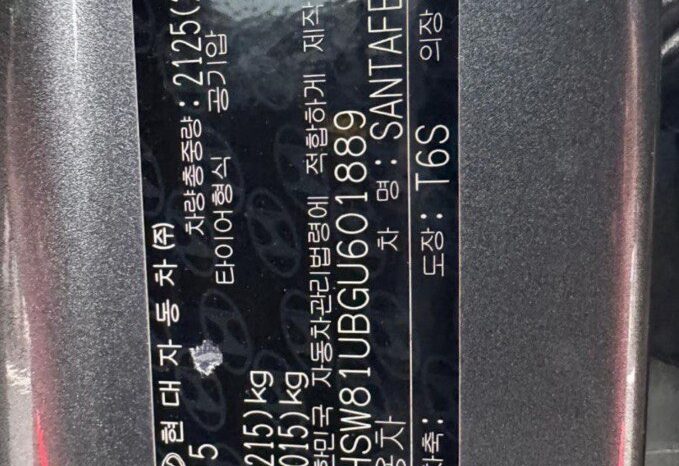 현대자동차(주)
5 차량총중량: 2125(
타이어형식 공기압
215)kg
015)kg
한민국 자동차관리법령에 적합하게 제작
HSW81UBGU601889
용차 차 명: SANTAFE
차축: 도장: T6S 의장